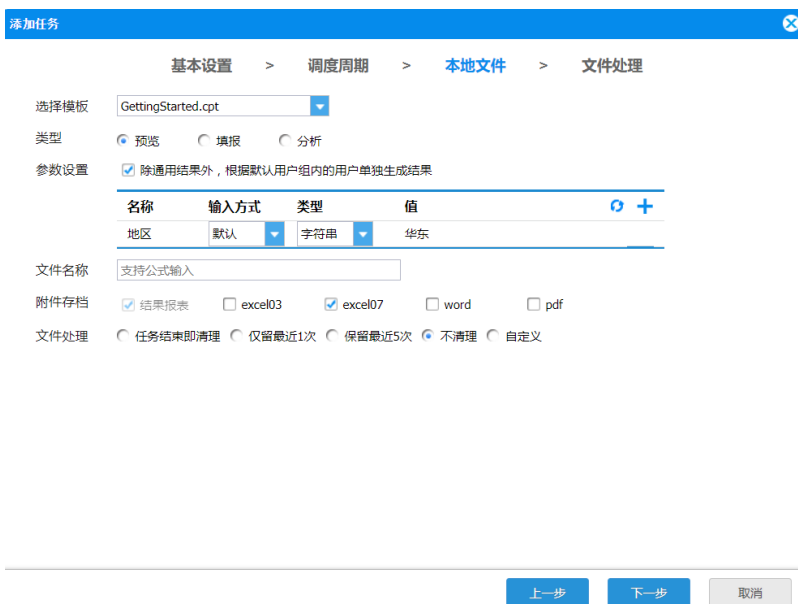 添加任务
基本设置 > 调度周期 > 本地文件 > 文件处理
选择模板 GettingStarted.cpt
类型 预览 填报 分析
参数设置 除通用结果外，根据默认用户组内的用户单独生成结果
名称 输入方式 类型 值
地区 默认 字符串 华东
文件名称 支持公式输入
附件存档 结果报表 excel03 excel07 word pdf
文件处理 任务结束即清理 仅留最近1次 保留最近5次 不清理 自定义
上一步 下一步 取消